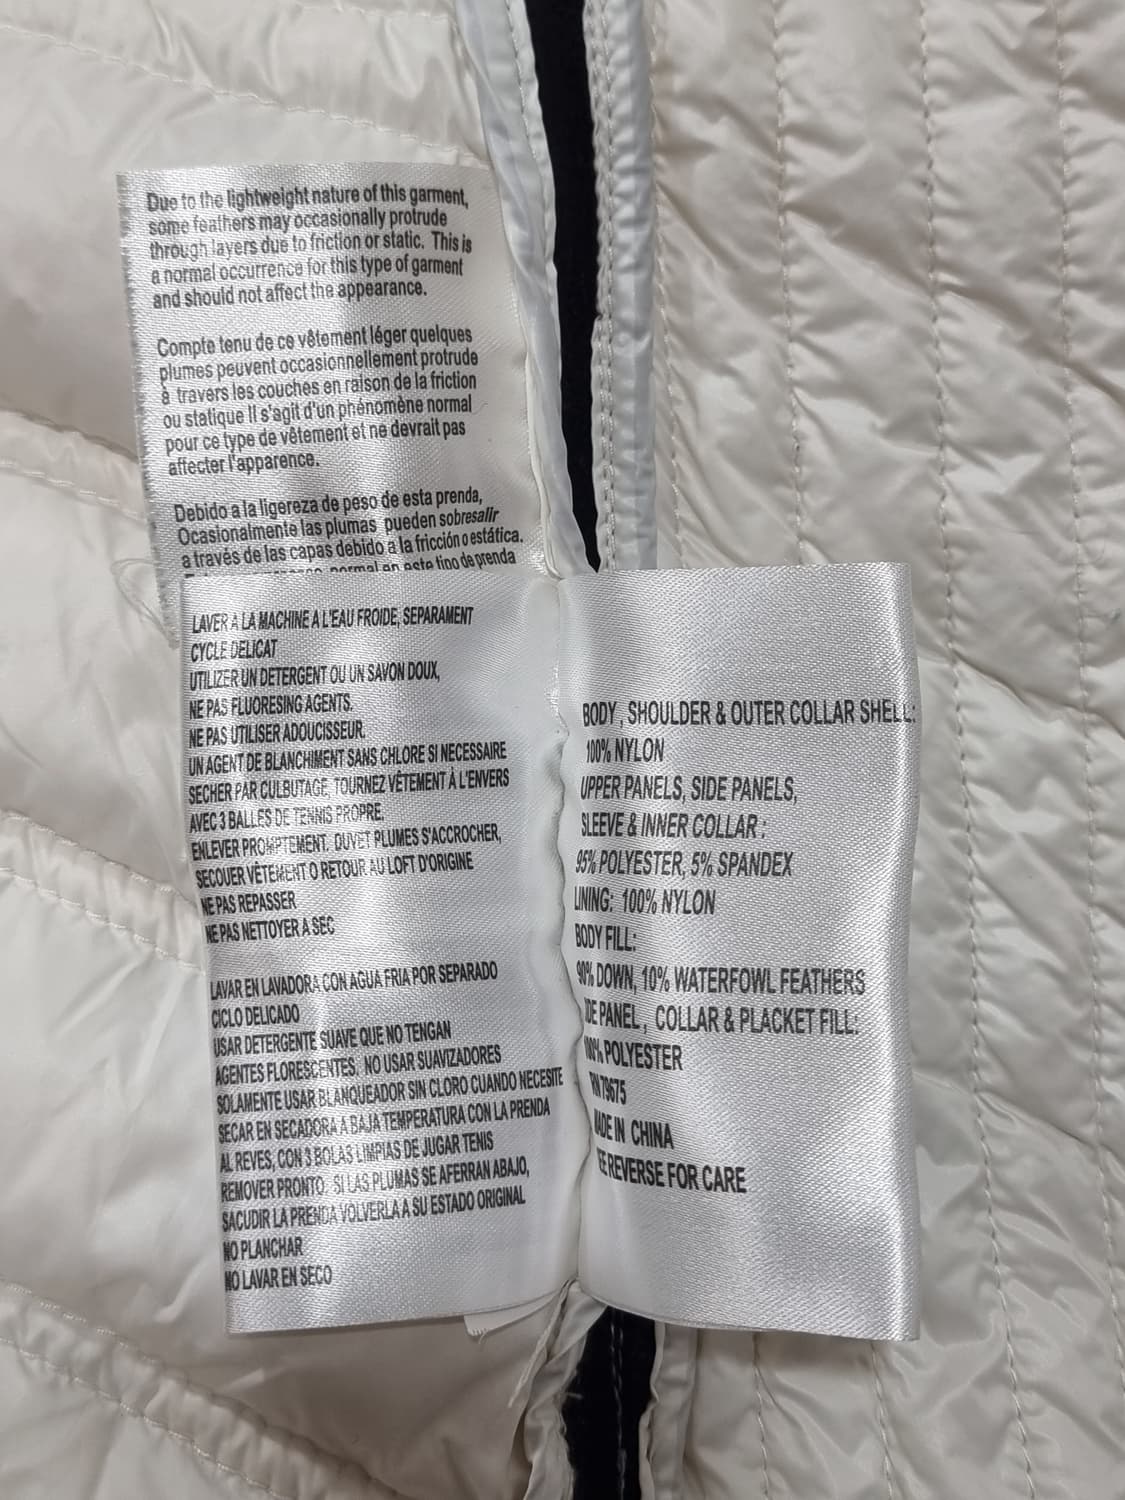 Due to the lightweight nature of this garment,
some feathers may occasionally protrude
through layers due to friction or static. This is
a normal occurrence for this type of garment
and should not affect the appearance.
Compte tenu de ce vêtement léger quelques
plumes peuvent occasionnellement protrude
à travers les couches en raison de la friction
ou statique Il s'agit d'un phénomène normal
pour ce type de vêtement et ne devrait pas
affecter l'apparence.
Debido a la ligereza de peso de esta prenda,
Ocasionalmente las plumas pueden sobresalir
a través de las capas debido a la fricción o estática.
normal en este tipo de prenda
LAVER A LA MACHINE A L'EAU FROIDE, SEPARAMENT
CYCLE DELICAT
UTILIZER UN DETERGENT OU UN SAVON DOUX,
NE PAS FLUORESING AGENTS.
NE PAS UTILISER ADOUCISSEUR.
UN AGENT DE BLANCHIMENT SANS CHLORE SI NECESSAIRE
SECHER PAR CULBUTAGE, TOURNEZ VÊTEMENT À L'ENVERS
AVEC 3 BALLES DE TENNIS PROPRE.
ENLEVER PROMPTEMENT. DUVET PLUMES S'ACCROCHER,
SECOUER VÊTEMENT O RETOUR AU LOFT D'ORIGINE
NE PAS REPASSER
NE PAS NETTOYER A SEC
LAVAR EN LAVADORA CON AGUA FRIA POR SEPARADO
CICLO DELICADO
USAR DETERGENTE SUAVE QUE NO TENGAN
AGENTES FLORESCENTES. NO USAR SUAVIZADORES
SOLAMENTE USAR BLANQUEADOR SIN CLORO CUANDO NECESITE
SECAR EN SECADORA A BAJA TEMPERATURA CON LA PRENDA
AL REVES, CON 3 BOLAS LIMPIAS DE JUGAR TENIS
REMOVER PRONTO. SI LAS PLUMAS SE AFERRAN ABAJO,
SACUDIR LA PRENDA VOLVERLA A SU ESTADO ORIGINAL
NO PLANCHAR
NO LAVAR EN SECO
BODY, SHOULDER & OUTER COLLAR SHELL:
100% NYLON
UPPER PANELS, SIDE PANELS,
SLEEVE & INNER COLLAR :
95% POLYESTER, 5% SPANDEX
LINING: 100% NYLON
BODY FILL:
90% DOWN, 10% WATERFOWL FEATHERS
IDE PANEL, COLLAR & PLACKET FILL:
100% POLYESTER
RN 79675
MADE IN CHINA
EE REVERSE FOR CARE